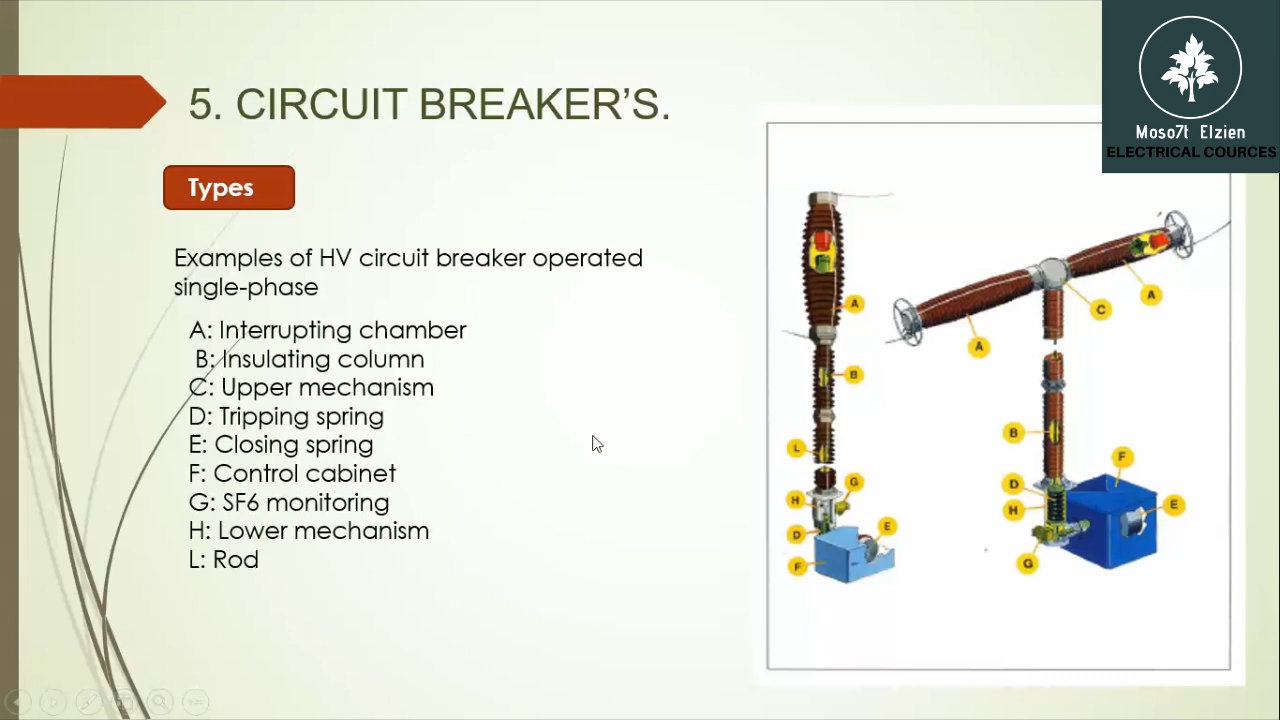 5. CIRCUIT BREAKER'S.
Moso7t Elzien
ELECTRICAL COURCES
Types
Examples of HV circuit breaker operated
single-phase
A: Interrupting chamber
B: Insulating column
C: Upper mechanism
D: Tripping spring
E: Closing spring
F: Control cabinet
G: SF6 monitoring
H: Lower mechanism
L: Rod
A
B
L
G
H
D
E
F
A
C
A
B
F
D
E
H
G